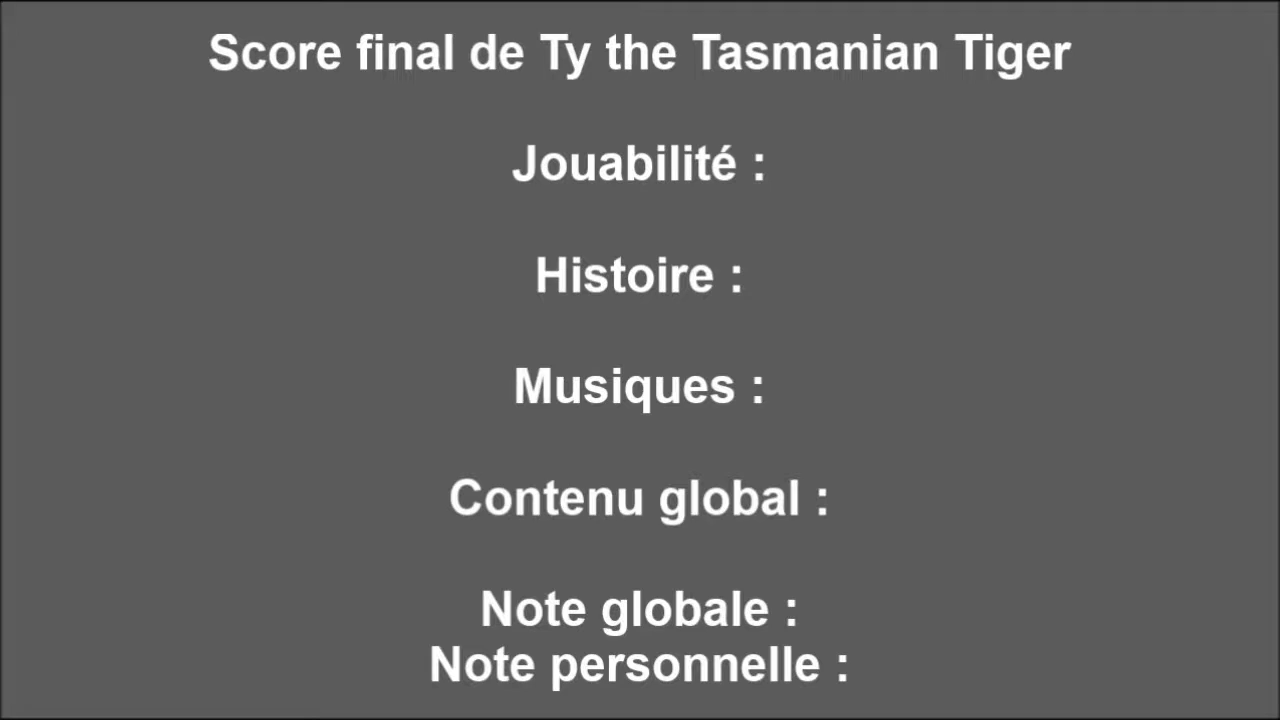 Score final de Ty the Tasmanian Tiger
Jouabilité :
Histoire :
Musiques :
Contenu global :
Note globale :
Note personnelle :